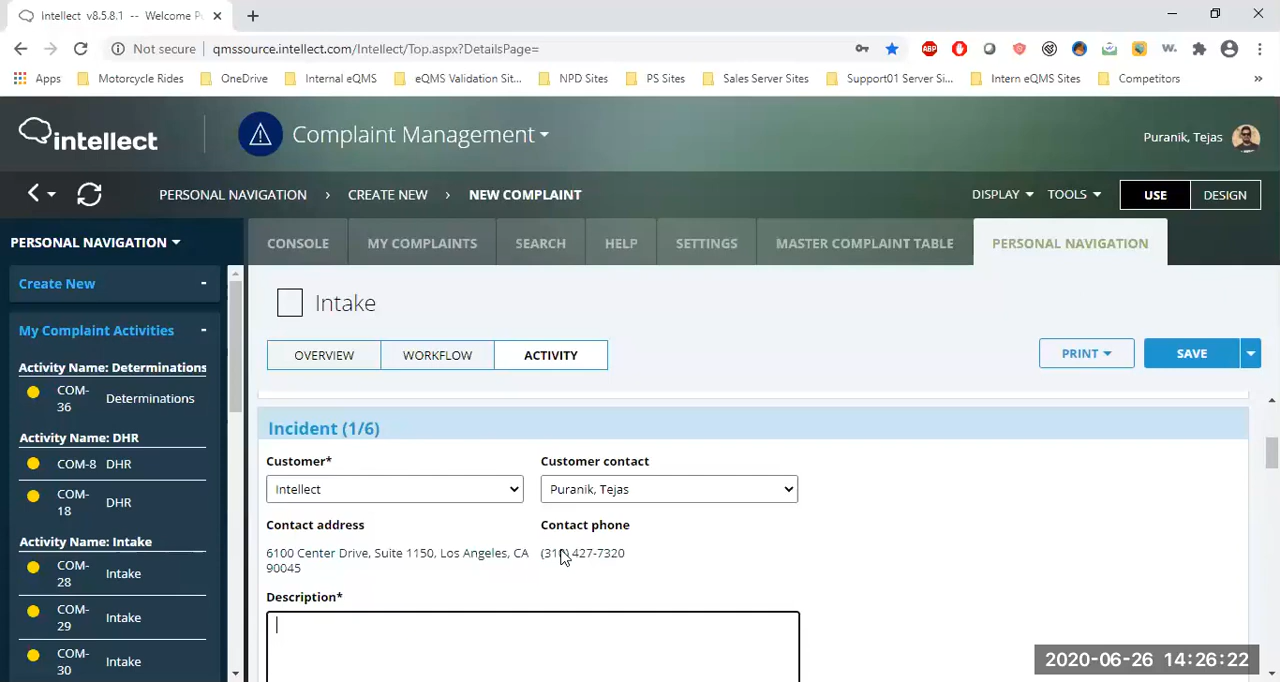 Intellect v8.5.8.1 -- Welcome P
Not secure qmssource.intellect.com/Intellect/Top.aspx?DetailsPage=
ABP W.
Apps Motorcycle Rides OneDrive Internal eQMS eQMS Validation Sit... NPD Sites PS Sites Sales Server Sites Support01 Server Si... Intern eQMS Sites Competitors »
intellect Complaint Management Puranik, Tejas
PERSONAL NAVIGATION › CREATE NEW › NEW COMPLAINT DISPLAY TOOLS USE DESIGN
PERSONAL NAVIGATION CONSOLE MY COMPLAINTS SEARCH HELP SETTINGS MASTER COMPLAINT TABLE PERSONAL NAVIGATION
Create New -
My Complaint Activities -
Activity Name: Determinations
COM-36 Determinations
Activity Name: DHR
COM-8 DHR
COM-18 DHR
Activity Name: Intake
COM-28 Intake
COM-29 Intake
COM-30 Intake
Intake
OVERVIEW WORKFLOW ACTIVITY PRINT SAVE
Incident (1/6)
Customer* Customer contact
Intellect Puranik, Tejas
Contact address Contact phone
6100 Center Drive, Suite 1150, Los Angeles, CA
90045
427-7320
Description*
2020-06-26 14:26:22